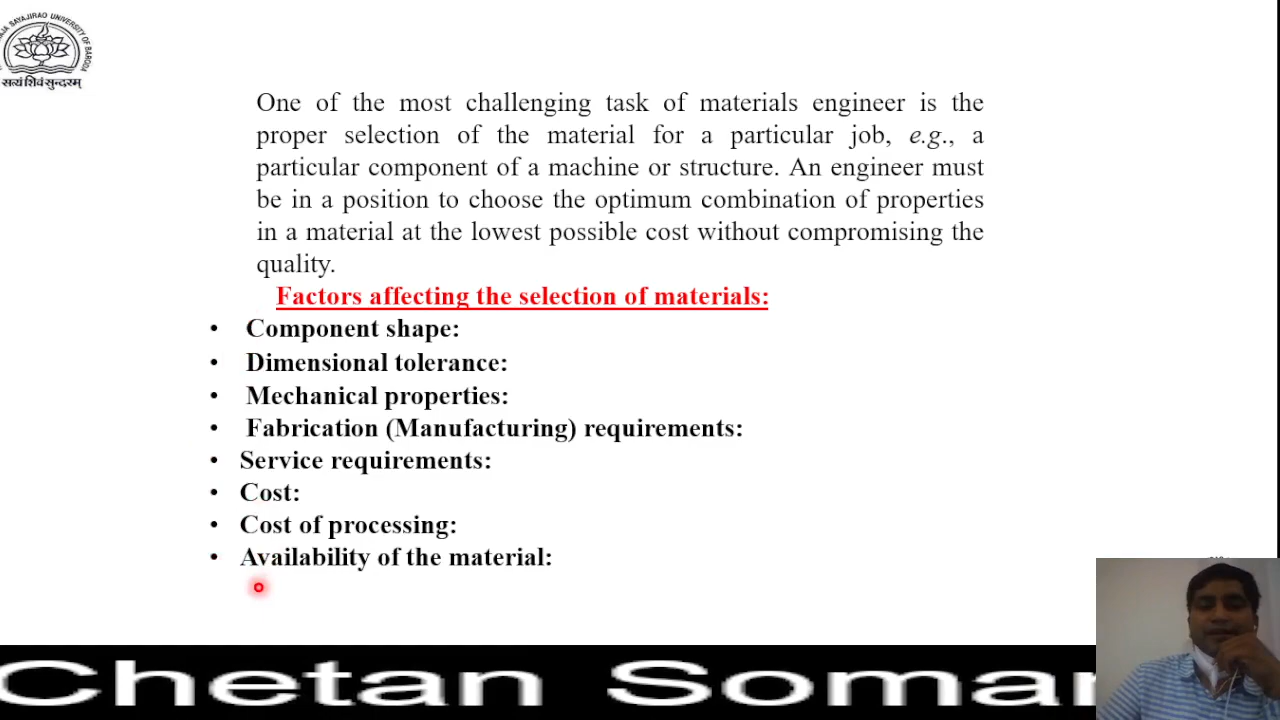 सत्यं शिवं सुन्दरम्
One of the most challenging task of materials engineer is the
proper selection of the material for a particular job, e.g., a
particular component of a machine or structure. An engineer must
be in a position to choose the optimum combination of properties
in a material at the lowest possible cost without compromising the
quality.
Factors affecting the selection of materials:
• Component shape:
• Dimensional tolerance:
• Mechanical properties:
• Fabrication (Manufacturing) requirements:
• Service requirements:
• Cost:
• Cost of processing:
• Availability of the material:
Chetan Soman